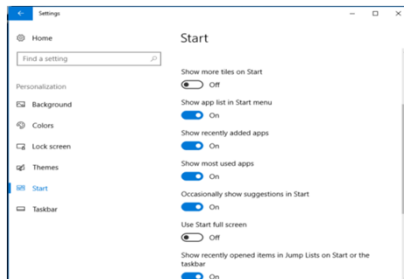 Settings
Home
Find a setting
Personalization
Background
Colors
Lock screen
Themes
Start
Taskbar
Start
Show more tiles on Start
Off
Show app list in Start menu
On
Show recently added apps
On
Show most used apps
On
Occasionally show suggestions in Start
On
Use Start full screen
Off
Show recently opened items in Jump Lists on Start or the
taskbar
On